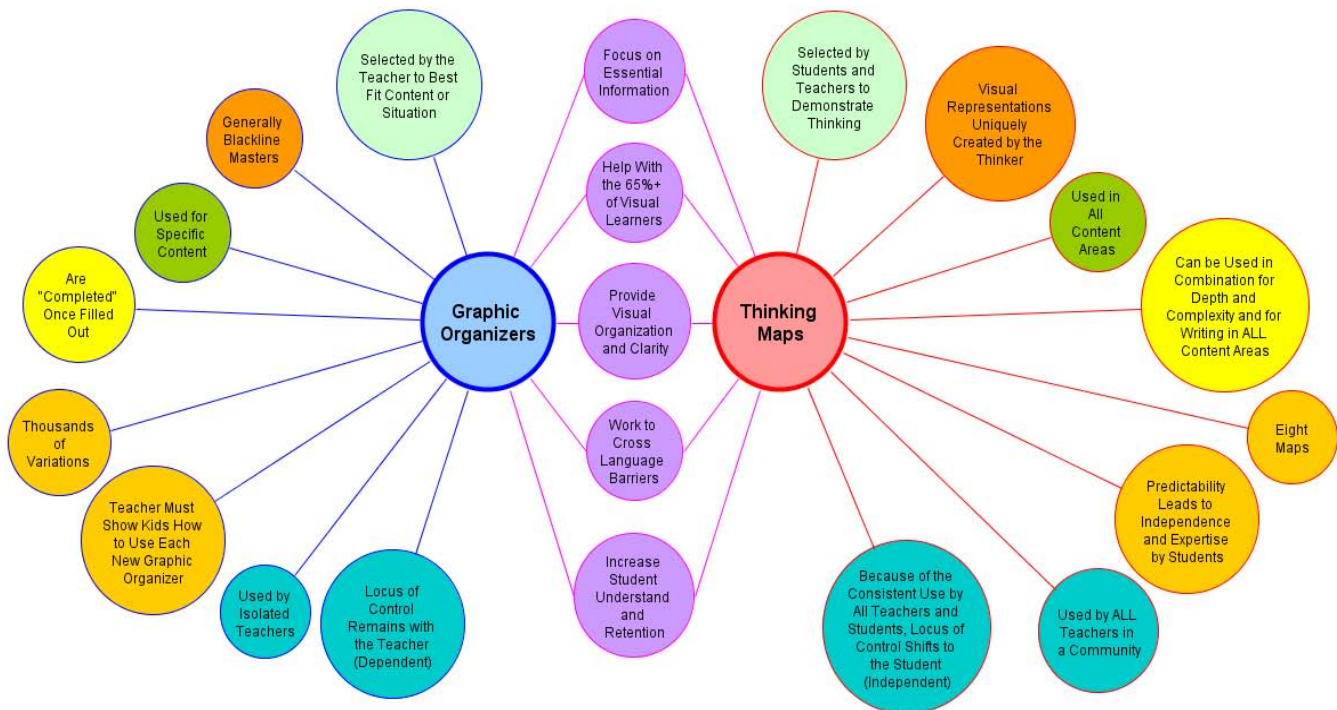 Selected by the
Teacher to Best
Fit Content or
Situation
Generally
Blackline
Masters
Used for
Specific
Content
Are
"Completed"
Once Filled
Out
Thousands
of
Variations
Teacher Must
Show Kids How
to Use Each
New Graphic
Organizer
Used by
Isolated
Teachers
Locus of
Control
Remains with
the Teacher
(Dependent)
Graphic
Organizers
Focus on
Essential
Information
Help With
the 65%+
of Visual
Learners
Provide
Visual
Organization
and Clarity
Work to
Cross
Language
Barriers
Increase
Student
Understand
and
Retention
Thinking
Maps
Selected by
Students and
Teachers to
Demonstrate
Thinking
Visual
Representations
Uniquely
Created by the
Thinker
Used in
All
Content
Areas
Can be Used in
Combination for
Depth and
Complexity and for
Writing in ALL
Content Areas
Eight
Maps
Predictability
Leads to
Independence
and Expertise
by Students
Used by ALL
Teachers in
a Community
Because of the
Consistent Use by
All Teachers and
Students, Locus of
Control Shifts to
the Student
(Independent)